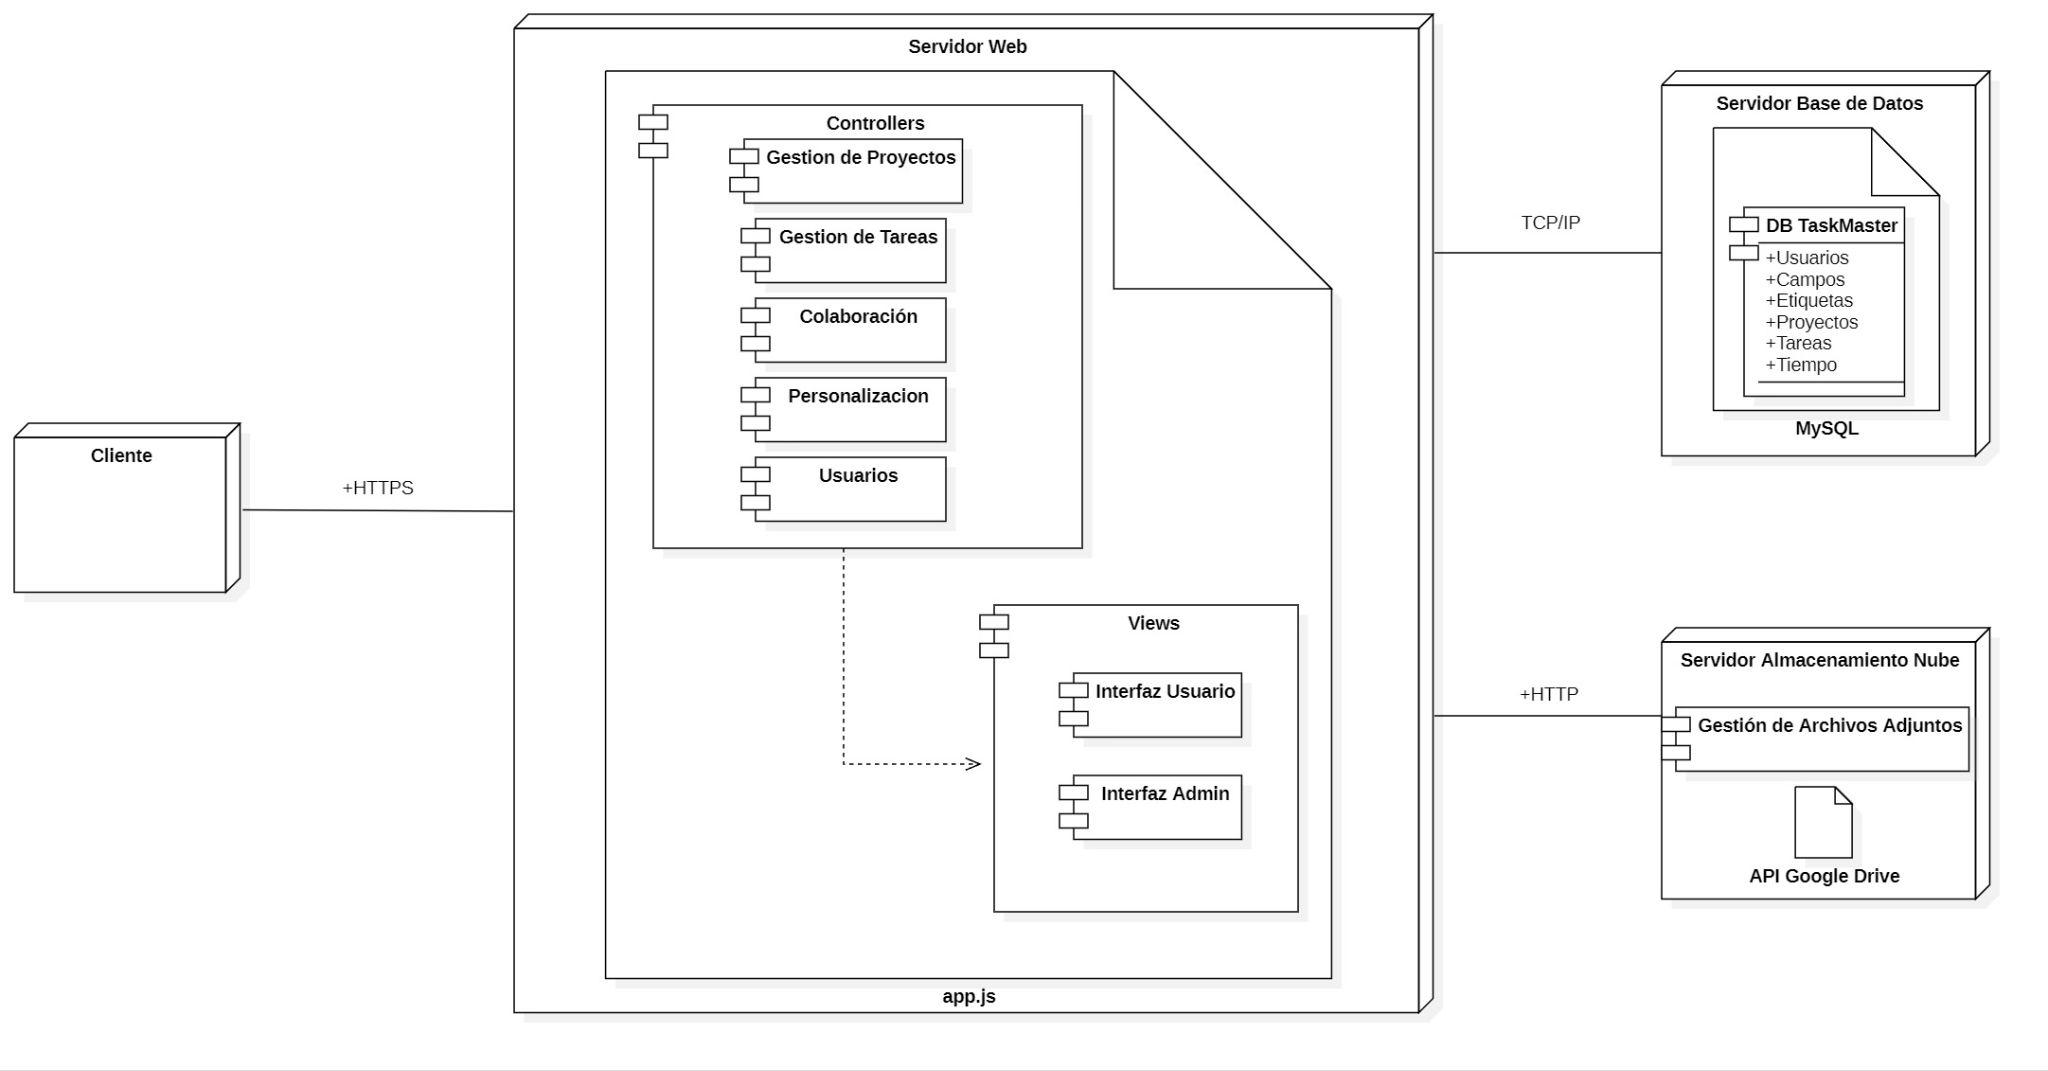 Cliente
+HTTPS
Servidor Web
Controllers
Gestion de Proyectos
Gestion de Tareas
Colaboración
Personalizacion
Usuarios
Views
Interfaz Usuario
Interfaz Admin
app.js
TCP/IP
Servidor Base de Datos
DB TaskMaster
+Usuarios
+Campos
+Etiquetas
+Proyectos
+Tareas
+Tiempo
MySQL
+HTTP
Servidor Almacenamiento Nube
Gestión de Archivos Adjuntos
API Google Drive